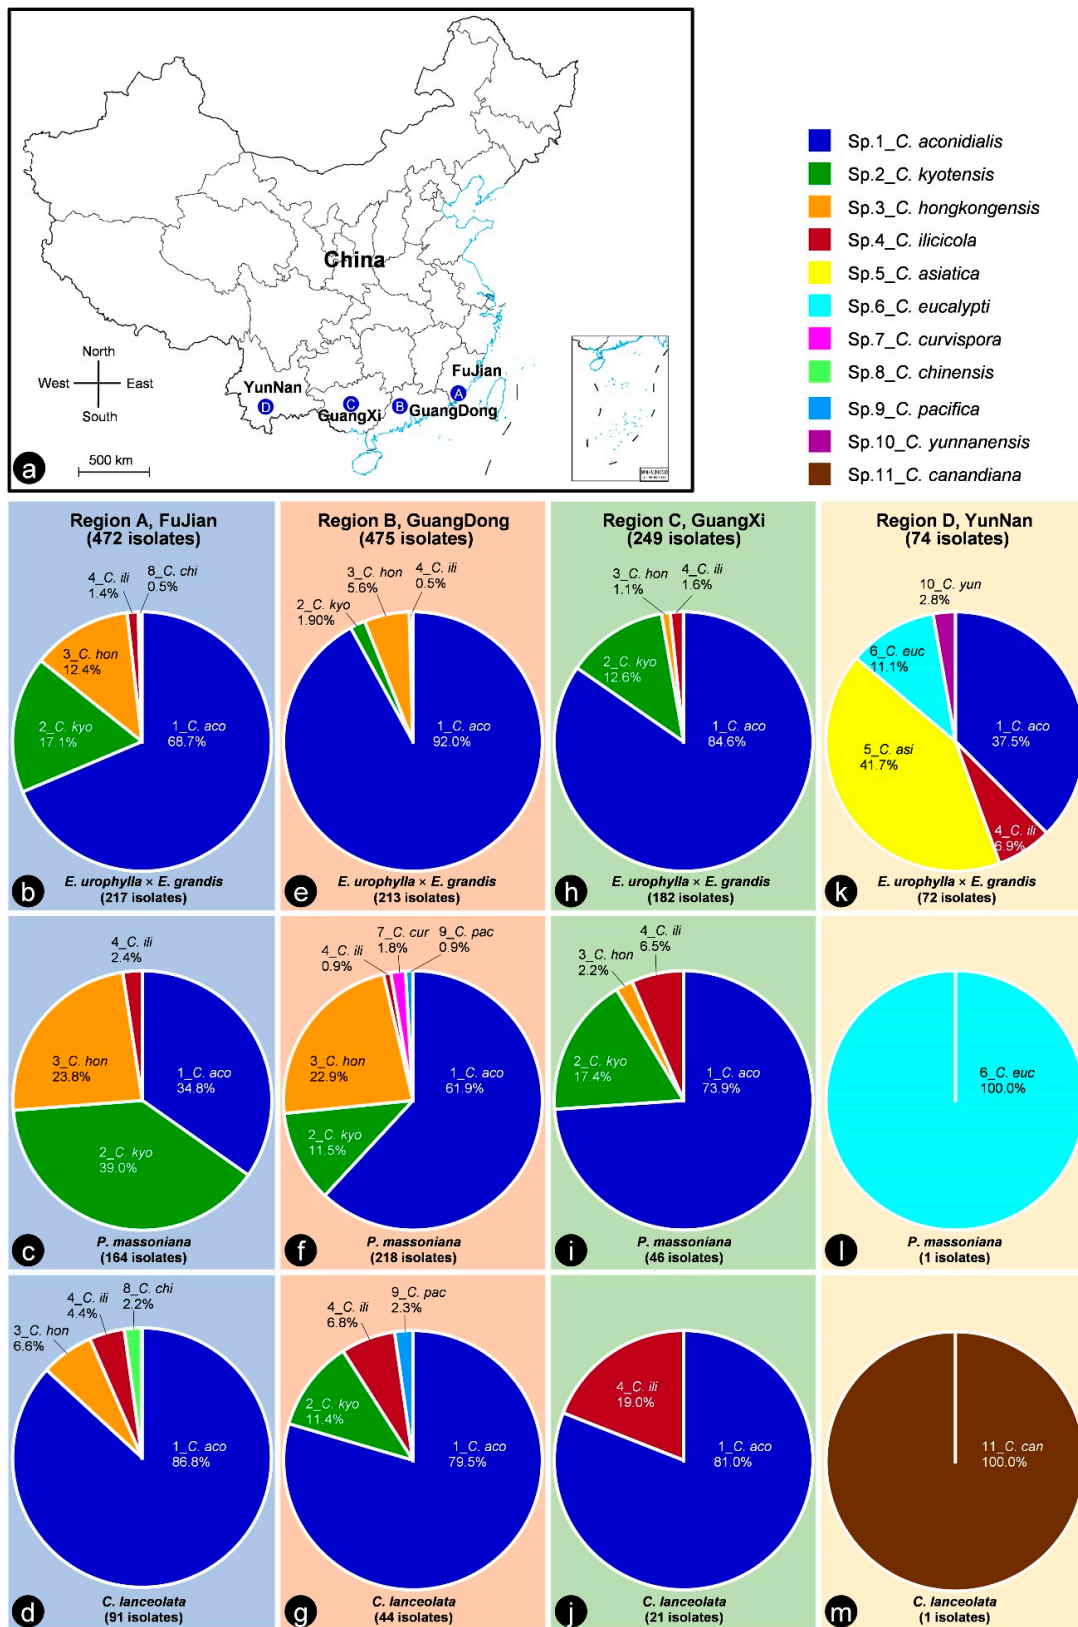 China
North
West
East
South
YunNan
D
C
GuangXi
B
GuangDong
FuJian
A
a
500 km
Sp.1_C. aconidialis
Sp.2_C. kyotensis
Sp.3_C. hongkongensis
Sp.4_C. ilicicola
Sp.5_C. asiatica
Sp.6_C. eucalypti
Sp.7_C. curvispora
Sp.8_C. chinensis
Sp.9_C. pacifica
Sp.10_C. yunnanensis
Sp.11_C. canandiana
Region A, FuJian
(472 isolates)
4_C. ili
1.4%
8_C. chi
0.5%
3_C. hon
12.4%
2_C. kyo
17.1%
1_C. aco
68.7%
b
E. urophylla × E. grandis
(217 isolates)
Region B, GuangDong
(475 isolates)
3_C. hon
5.6%
4_C. ili
0.5%
2_C. kyo
1.90%
1_C. aco
92.0%
e
E. urophylla × E. grandis
(213 isolates)
Region C, GuangXi
(249 isolates)
3_C. hon
1.1%
4_C. ili
1.6%
2_C. kyo
12.6%
1_C. aco
84.6%
h
E. urophylla × E. grandis
(182 isolates)
Region D, YunNan
(74 isolates)
10_C. yun
2.8%
6_C. euc
11.1%
1_C. aco
37.5%
5_C. asi
41.7%
4_C. ili
6.9%
k
E. urophylla × E. grandis
(72 isolates)
4_C. ili
2.4%
3_C. hon
23.8%
1_C. aco
34.8%
2_C. kyo
39.0%
c
P. massoniana
(164 isolates)
7_C. cur
1.8%
9_C. pac
0.9%
4_C. ili
0.9%
3_C. hon
22.9%
1_C. aco
61.9%
2_C. kyo
11.5%
f
P. massoniana
(218 isolates)
4_C. ili
6.5%
3_C. hon
2.2%
2_C. kyo
17.4%
1_C. aco
73.9%
i
P. massoniana
(46 isolates)
6_C. euc
100.0%
l
P. massoniana
(1 isolates)
8_C. chi
2.2%
4_C. ili
4.4%
3_C. hon
6.6%
1_C. aco
86.8%
d
C. lanceolata
(91 isolates)
9_C. pac
2.3%
4_C. ili
6.8%
2_C. kyo
11.4%
1_C. aco
79.5%
g
C. lanceolata
(44 isolates)
4_C. ili
19.0%
1_C. aco
81.0%
j
C. lanceolata
(21 isolates)
11_C. can
100.0%
m
C. lanceolata
(1 isolates)